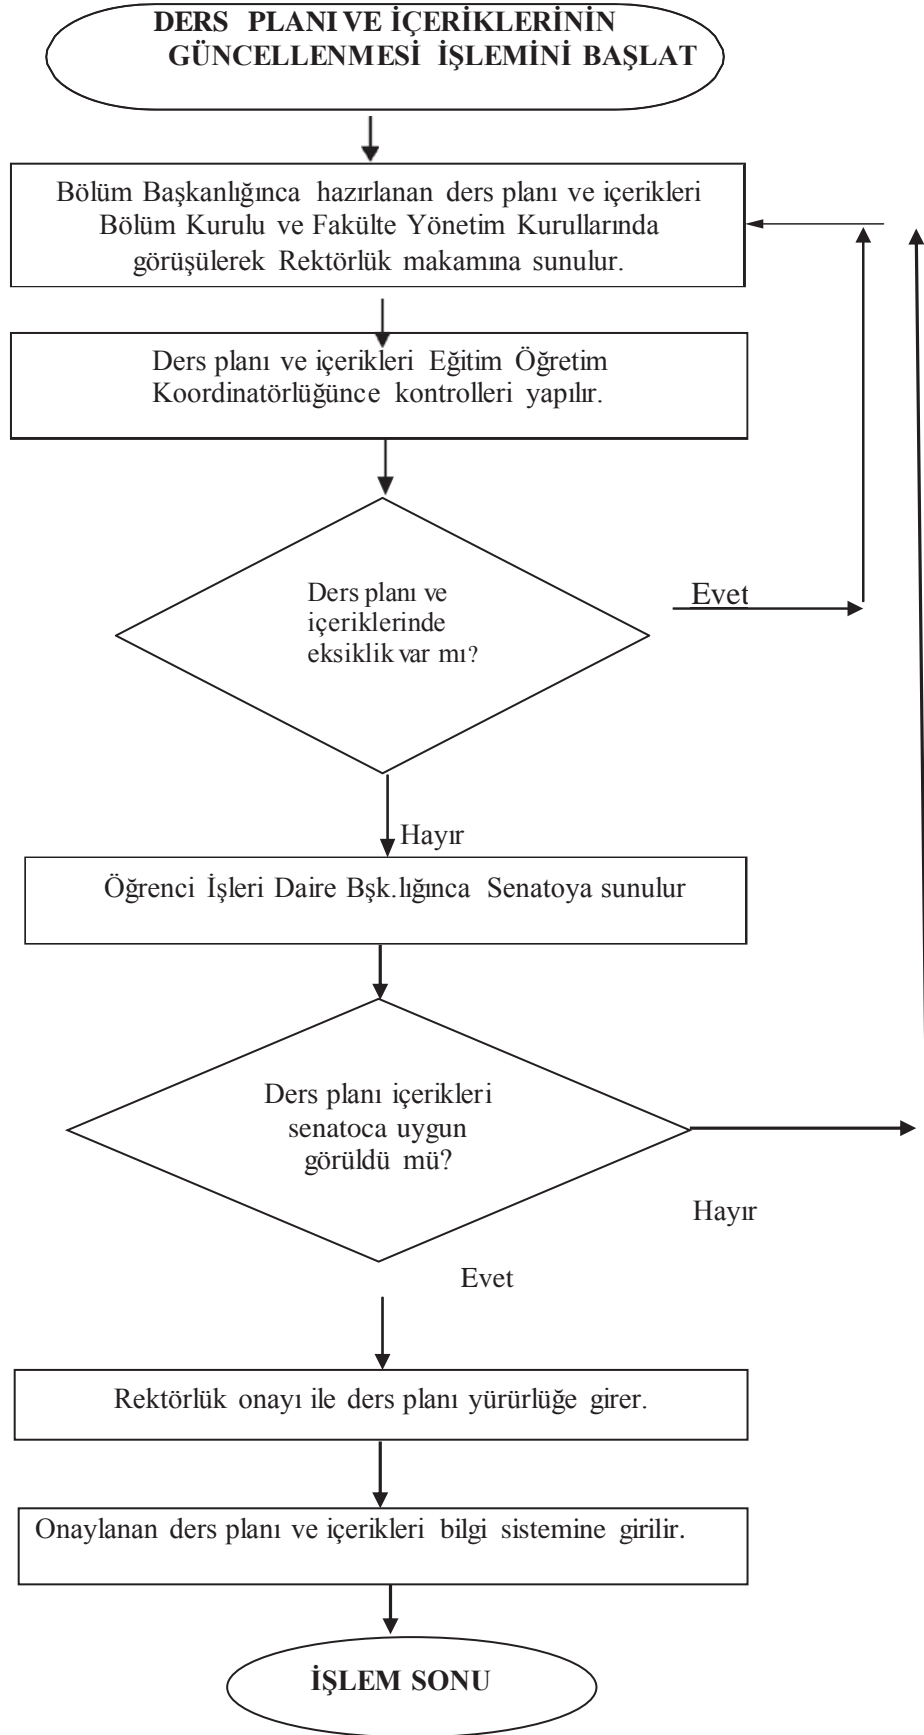 DERS PLANI VE İÇERİKLERİNİN
GÜNCELLENMESİ İŞLEMİNİ BAŞLAT
Bölüm Başkanlığınca hazırlanan ders planı ve içerikleri
Bölüm Kurulu ve Fakülte Yönetim Kurullarında
görüşülerek Rektörlük makamına sunulur.
Ders planı ve içerikleri Eğitim Öğretim
Koordinatörlüğünce kontrolleri yapılır.
Ders planı ve
içeriklerinde
eksiklik var mı?
Evet
Hayır
Öğrenci İşleri Daire Bşk.lığınca Senatoya sunulur
Ders planı içerikleri
senatoca uygun
görüldü mü?
Hayır
Evet
Rektörlük onayı ile ders planı yürürlüğe girer.
Onaylanan ders planı ve içerikleri bilgi sistemine girilir.
İŞLEM SONU